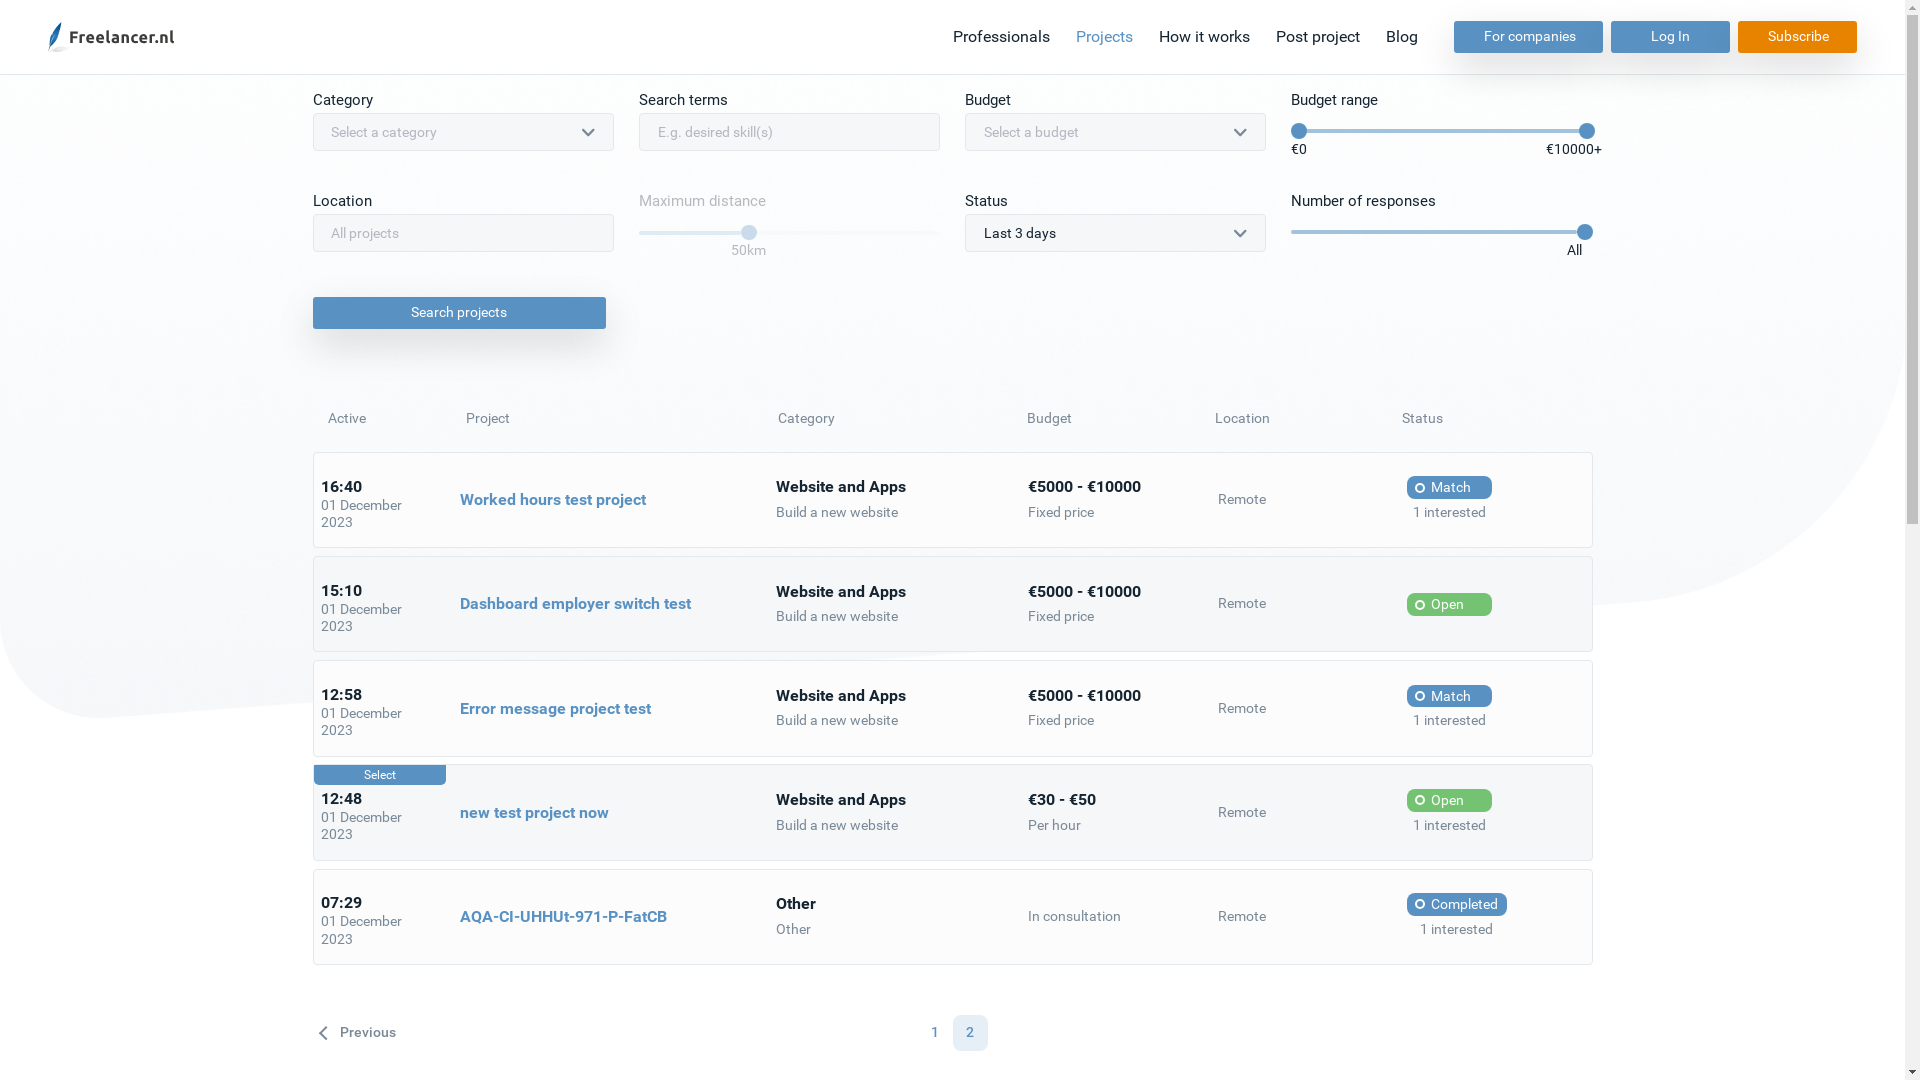 Freelancer.nl
Professionals Projects How it works Post project Blog For companies Log In Subscribe
Category Search terms Budget Budget range
Select a category E.g. desired skill(s) Select a budget
€0 €10000+
Location Maximum distance Status Number of responses
All projects Last 3 days
50km All
Search projects
Active Project Category Budget Location Status
16:40
01 December
2023
Worked hours test project
Website and Apps
Build a new website
€5000 - €10000
Fixed price
Remote
Match
1 interested
15:10
01 December
2023
Dashboard employer switch test
Website and Apps
Build a new website
€5000 - €10000
Fixed price
Remote
Open
12:58
01 December
2023
Error message project test
Website and Apps
Build a new website
€5000 - €10000
Fixed price
Remote
Match
1 interested
Select
12:48
01 December
2023
new test project now
Website and Apps
Build a new website
€30 - €50
Per hour
Remote
Open
1 interested
07:29
01 December
2023
AQA-CI-UHHUt-971-P-FatCB
Other
Other
In consultation
Remote
Completed
1 interested
Previous 1 2